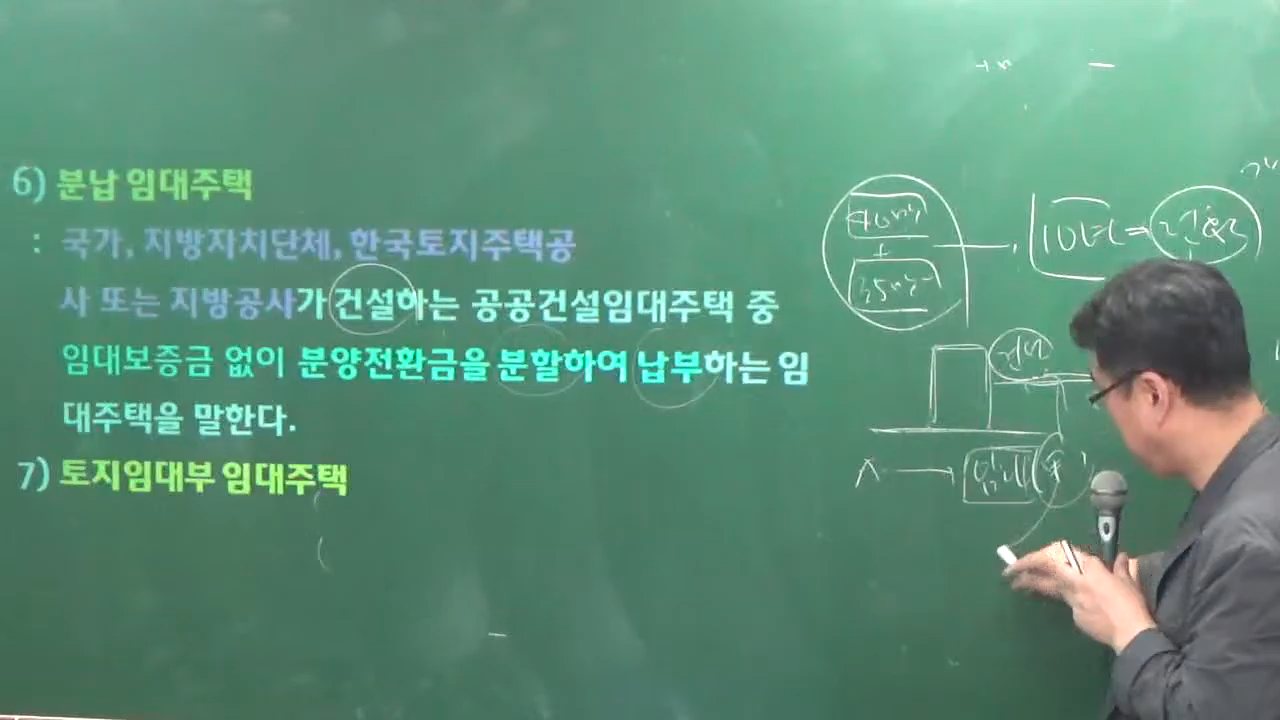 6) 분납 임대주택
: 국가, 지방자치단체, 한국토지주택공
사 또는 지방공사가 건설하는 공공건설임대주택 중
임대보증금 없이 분양전환금을 분할하여 납부하는 임
대주택을 말한다.
7) 토지임대부 임대주택
10년 =